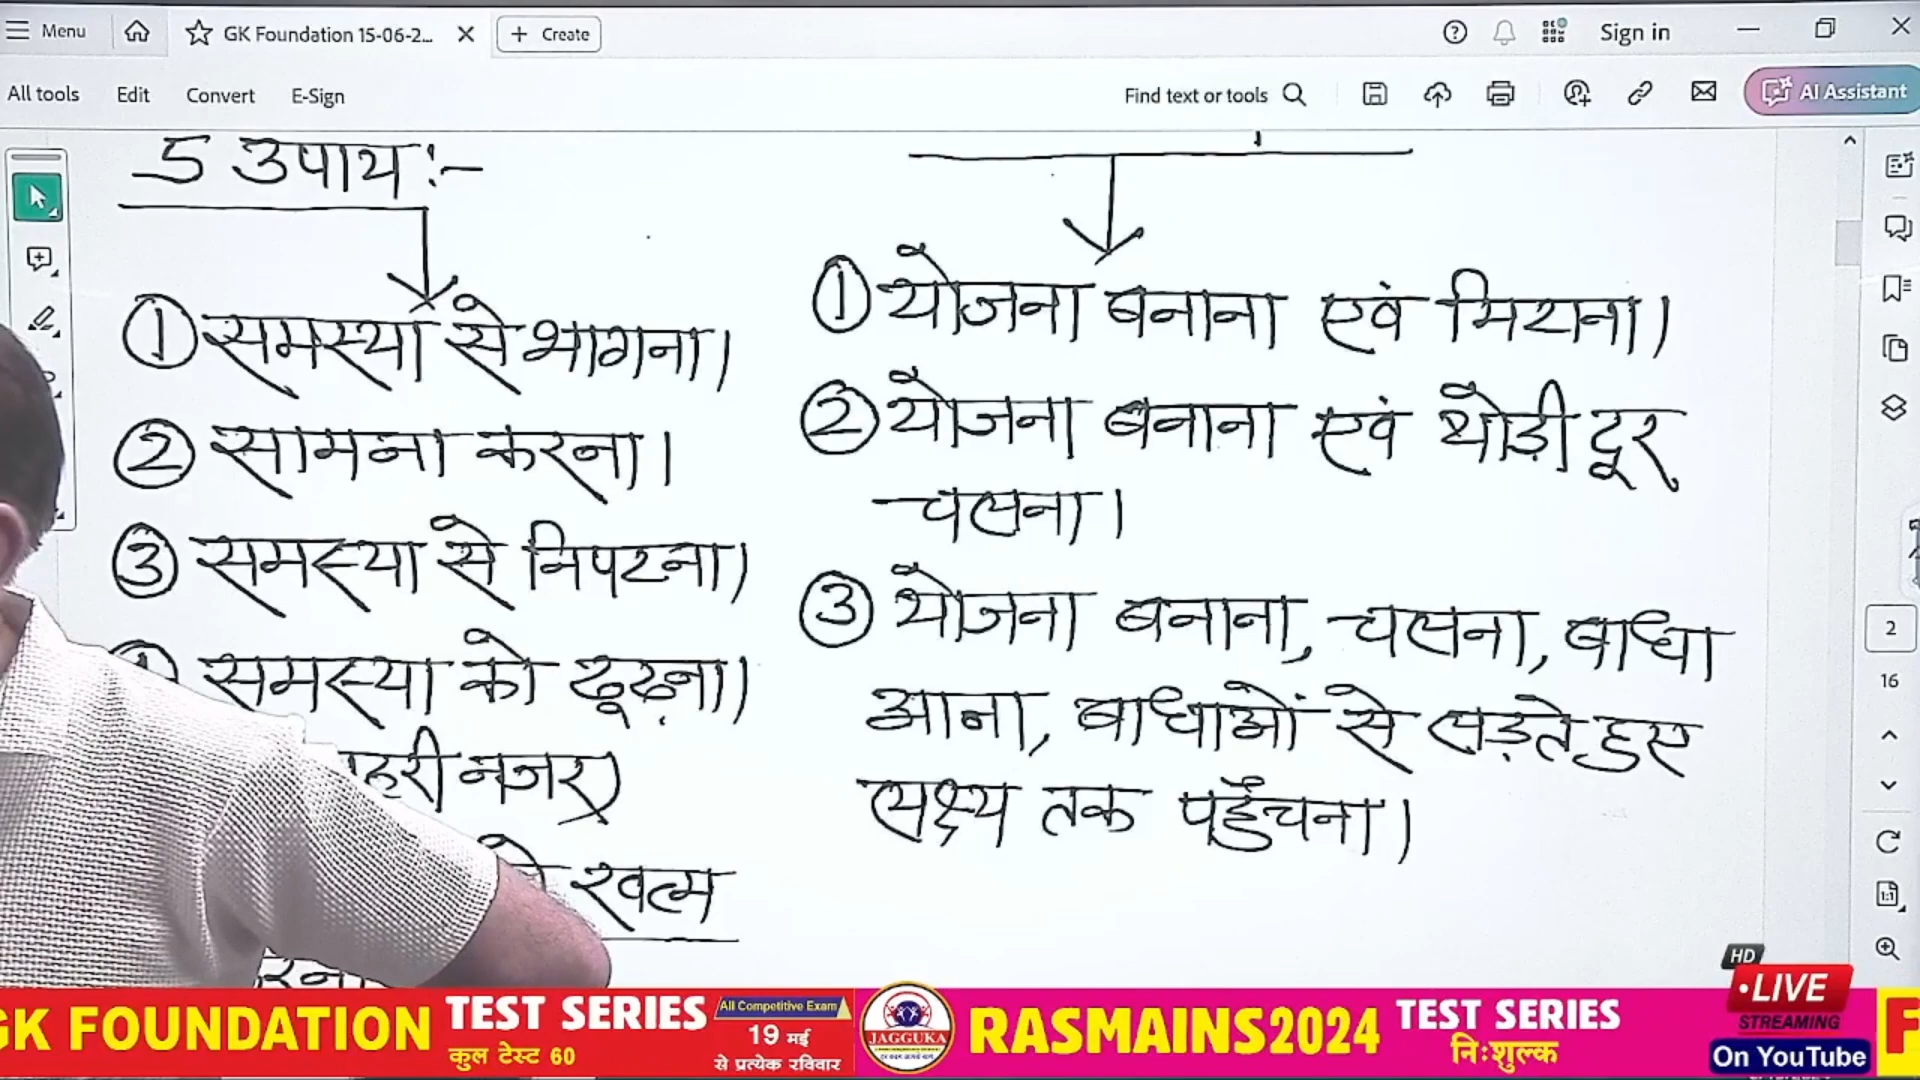 Menu
GK Foundation 15-06-2...
Create
Sign in
All tools
Edit
Convert
E-Sign
Find text or tools
AI Assistant
5 उपाय :-
① समस्या से भागना।
② सामना करना।
③ समस्या से निपटना।
समस्या को ढूढ़ना।
नजर)
खत्म
① योजना बनाना एवं मिटाना।
② योजना बनाना एवं थोड़ी दूर
चलना।
③ योजना बनाना, चलना, बाधा
आना, बाधाओं से लड़ते हुए
लक्ष्य तक पहुँचना।
2
16
GK FOUNDATION
TEST SERIES
कुल टेस्ट 60
All Competitive Exam
19 मई
से प्रत्येक रविवार
JAGGUKA
RASMAINS2024
TEST SERIES
निःशुल्क
HD
LIVE
STREAMING
On YouTube
F